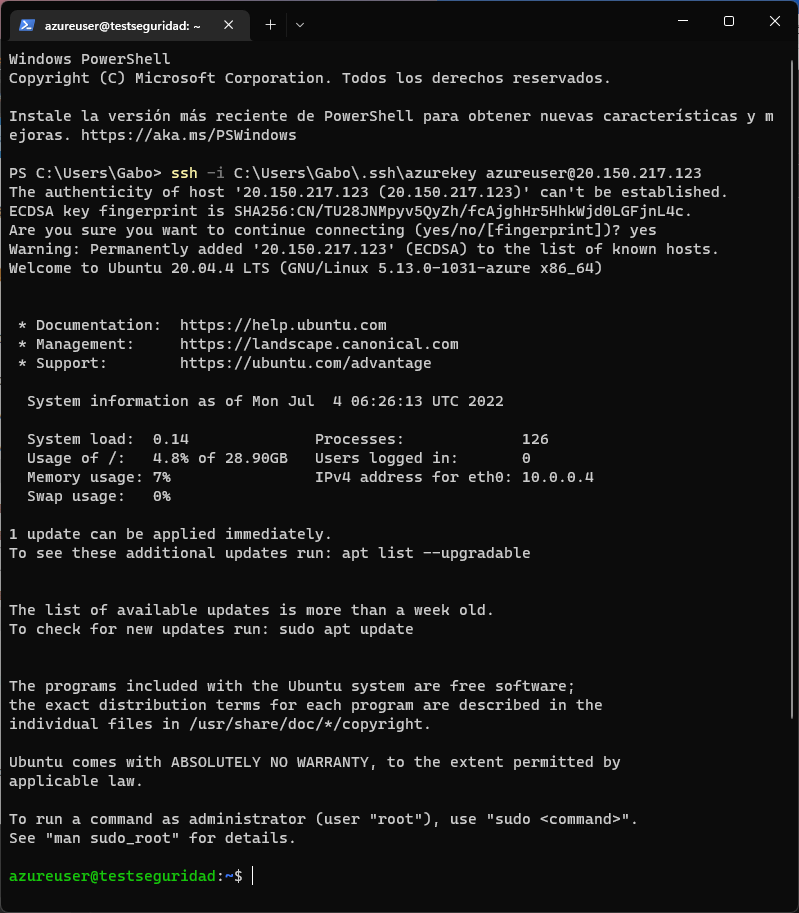 azureuser@testseguridad: ~
Windows PowerShell
Copyright (C) Microsoft Corporation. Todos los derechos reservados.
Instale la versión más reciente de PowerShell para obtener nuevas características y m
ejoras. https://aka.ms/PSWindows
PS C:\Users\Gabo> ssh -i C:\Users\Gabo\.ssh\azurekey azureuser@20.150.217.123
The authenticity of host '20.150.217.123 (20.150.217.123)' can't be established.
ECDSA key fingerprint is SHA256:CN/TU28JNMpyv5QyZh/fcAjghHr5HhkWjd0LGFjnL4c.
Are you sure you want to continue connecting (yes/no/[fingerprint])? yes
Warning: Permanently added '20.150.217.123' (ECDSA) to the list of known hosts.
Welcome to Ubuntu 20.04.4 LTS (GNU/Linux 5.13.0-1031-azure x86_64)
* Documentation:  https://help.ubuntu.com
* Management:     https://landscape.canonical.com
* Support:        https://ubuntu.com/advantage
System information as of Mon Jul  4 06:26:13 UTC 2022
System load:  0.14              Processes:             126
Usage of /:   4.8% of 28.90GB   Users logged in:       0
Memory usage: 7%                IPv4 address for eth0: 10.0.0.4
Swap usage:   0%
1 update can be applied immediately.
To see these additional updates run: apt list --upgradable
The list of available updates is more than a week old.
To check for new updates run: sudo apt update
The programs included with the Ubuntu system are free software;
the exact distribution terms for each program are described in the
individual files in /usr/share/doc/*/copyright.
Ubuntu comes with ABSOLUTELY NO WARRANTY, to the extent permitted by
applicable law.
To run a command as administrator (user "root"), use "sudo <command>".
See "man sudo_root" for details.
azureuser@testseguridad:~$